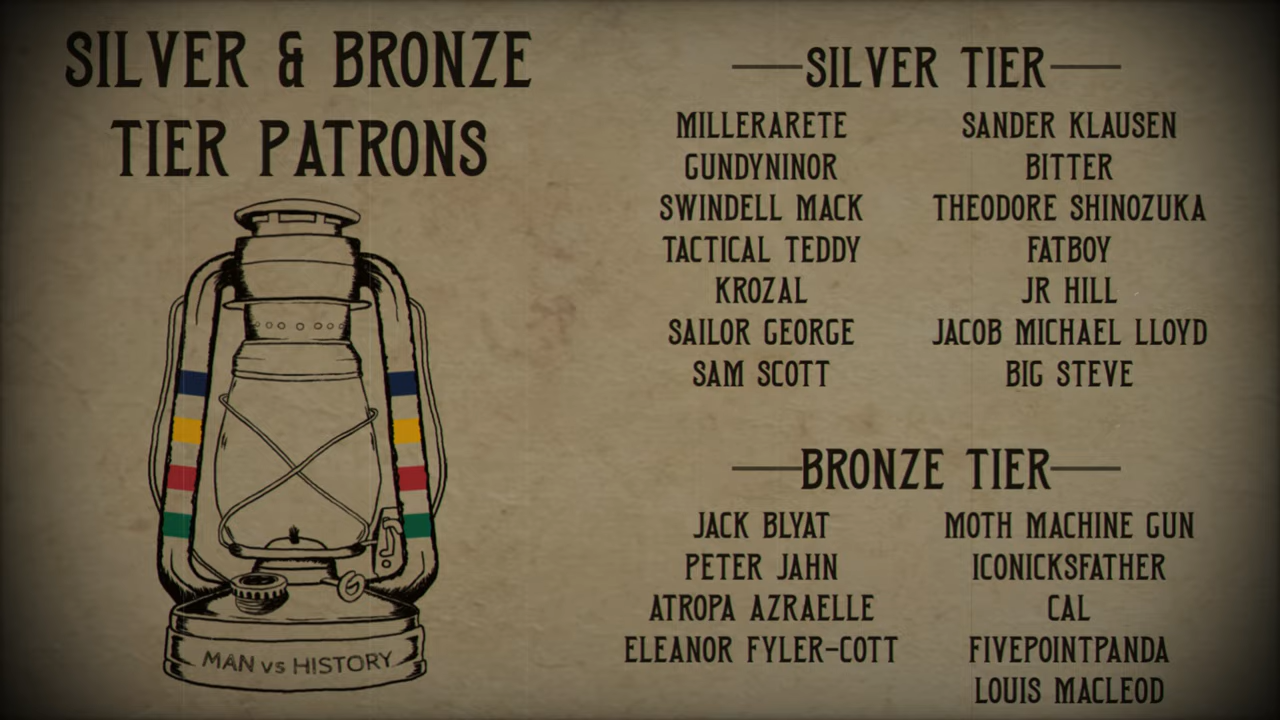 SILVER & BRONZE
TIER PATRONS
MAN vs HISTORY
SILVER TIER
MILLERARETE
GUNDYNINOR
SWINDELL MACK
TACTICAL TEDDY
KROZAL
SAILOR GEORGE
SAM SCOTT
SANDER KLAUSEN
BITTER
THEODORE SHINOZUKA
FATBOY
JR HILL
JACOB MICHAEL LLOYD
BIG STEVE
BRONZE TIER
JACK BLYAT
PETER JAHN
ATROPA AZRAELLE
ELEANOR FYLER-COTT
MOTH MACHINE GUN
ICONICKSFATHER
CAL
FIVEPOINTPANDA
LOUIS MACLEOD